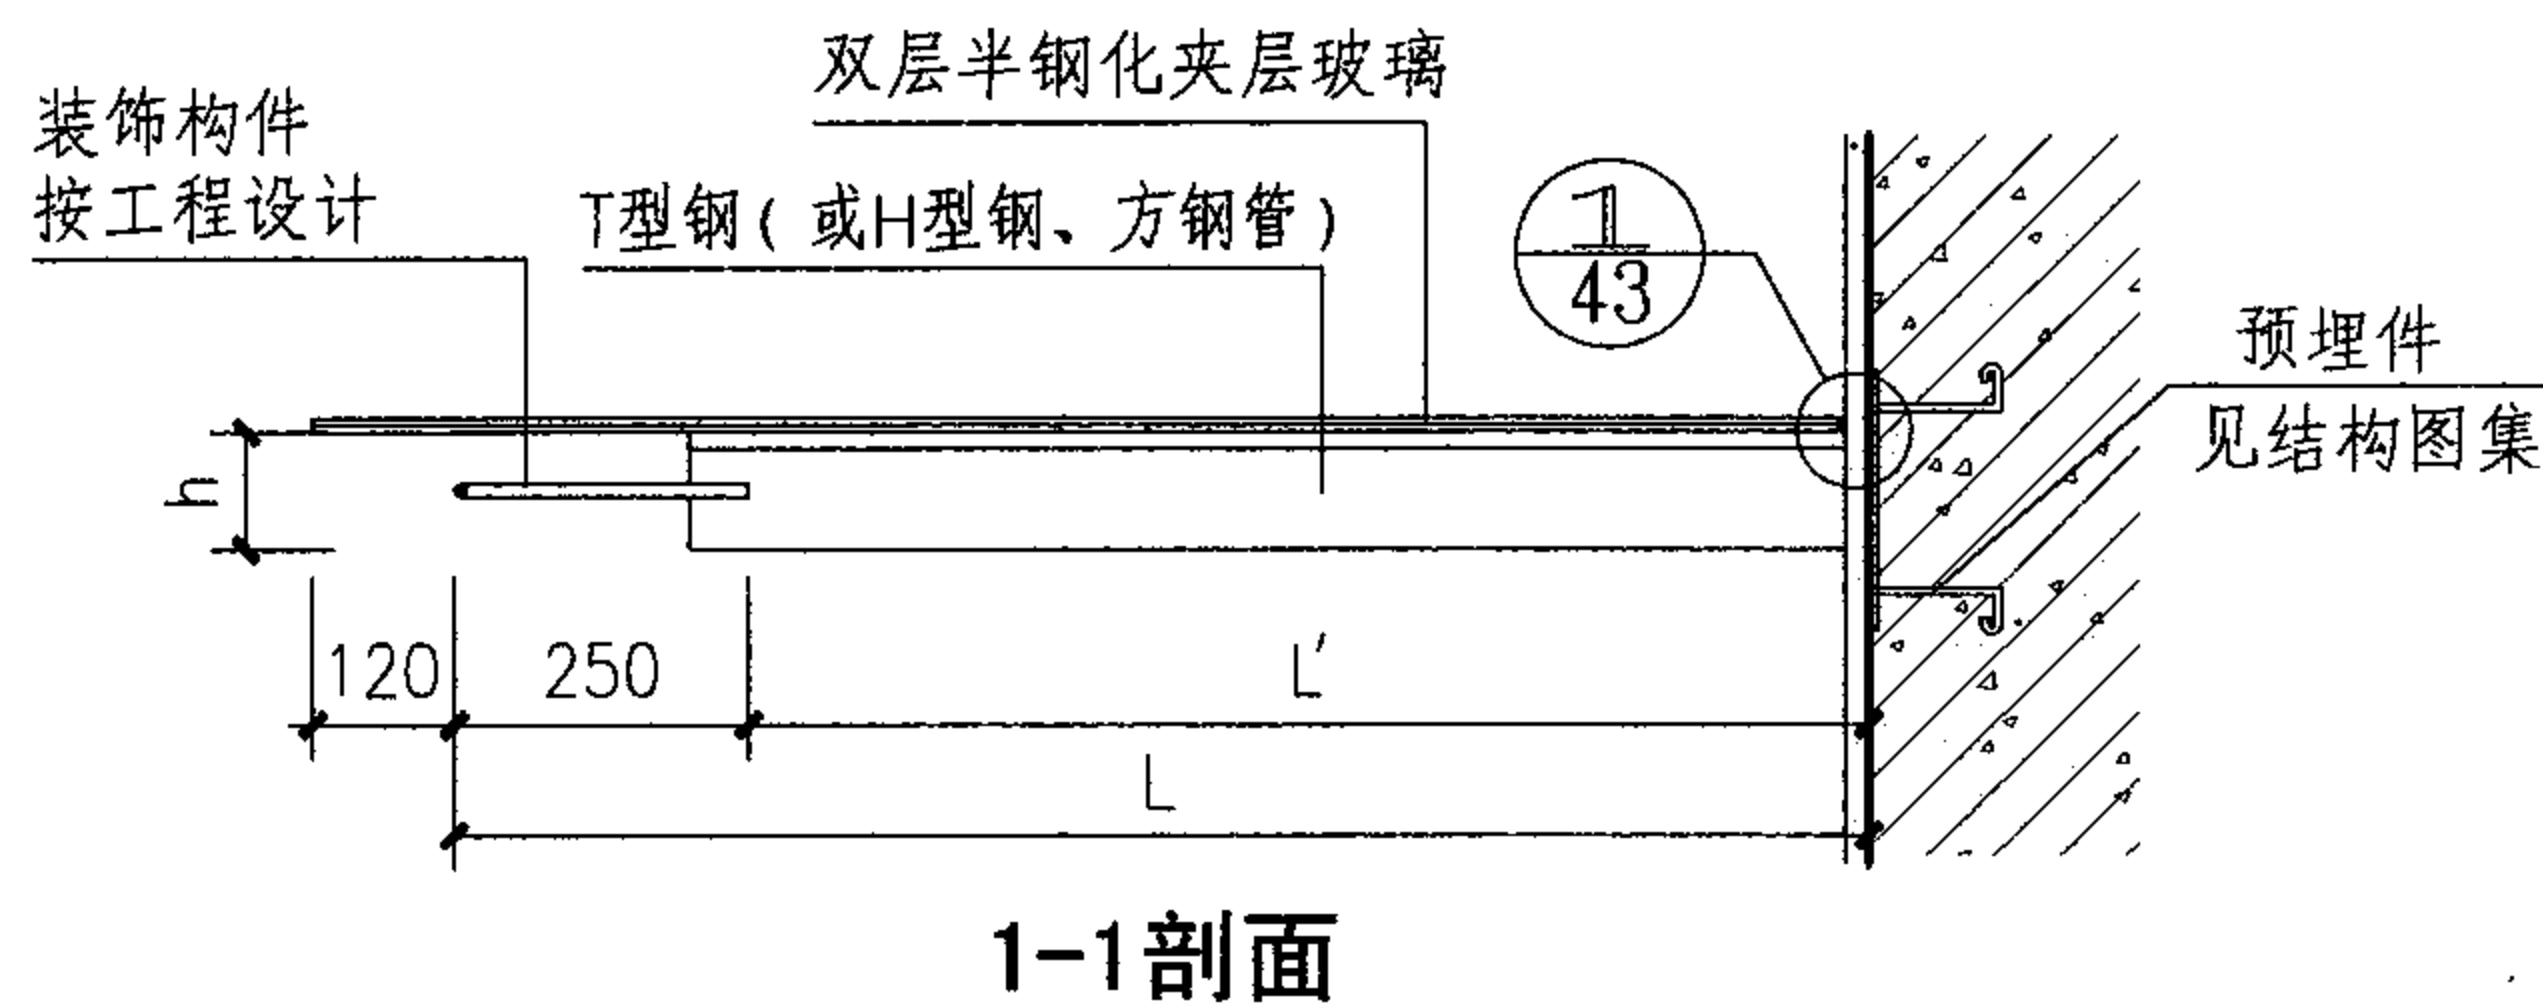 双层半钢化夹层玻璃
装饰构件
按工程设计
T型钢(或H型钢、方钢管)
1
43
预埋件
见结构图集
h
120
250
L'
L
1-1剖面